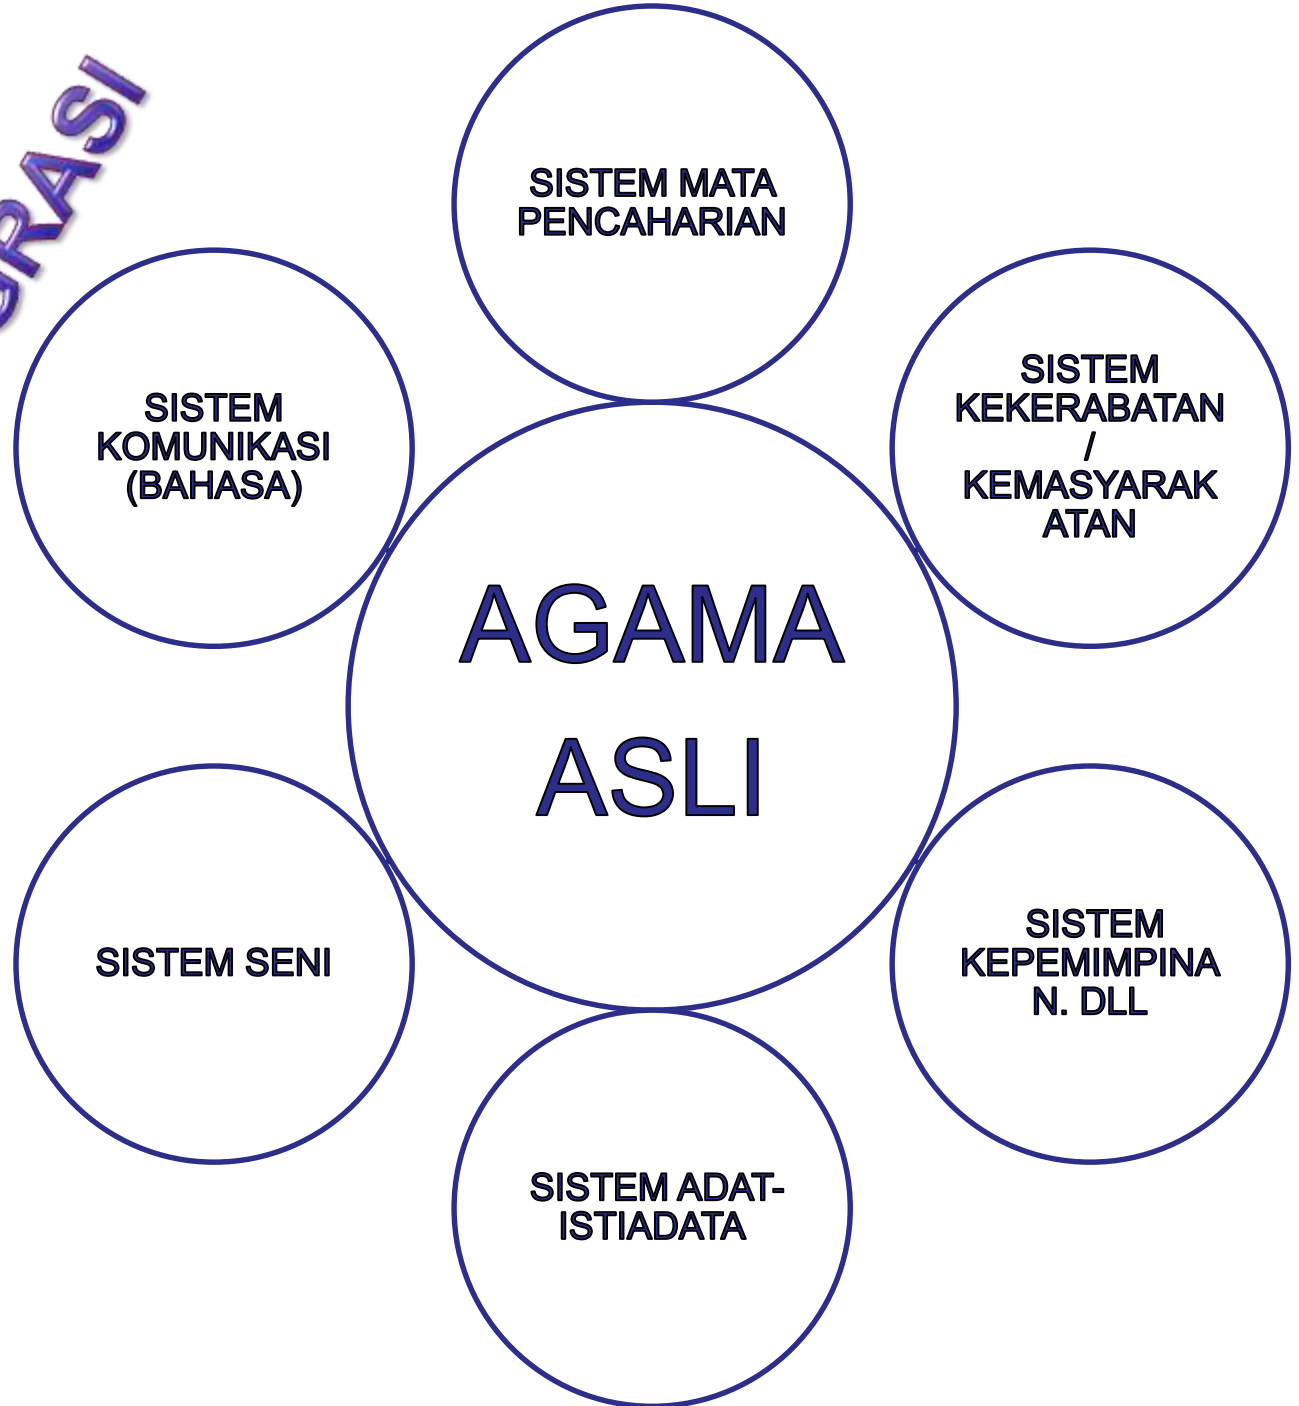 SISTEM MATA
PENCAHARIAN
SISTEM
KEKERABATAN
/
KEMASYARAK
ATAN
SISTEM
KEPEMIMPINA
N. DLL
SISTEM ADAT-
ISTIADATA
SISTEM SENI
SISTEM
KOMUNIKASI
(BAHASA)
AGAMA
ASLI